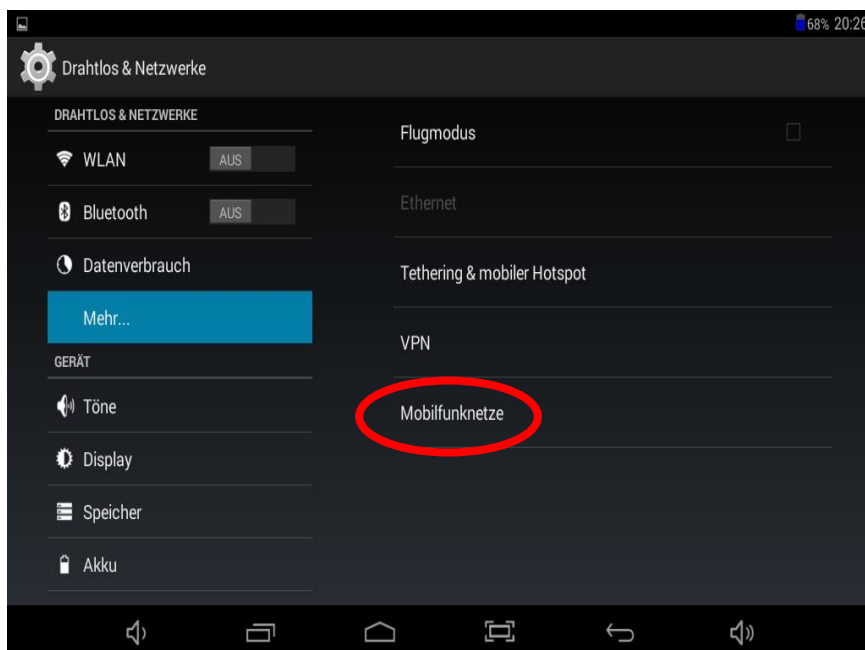 68% 20:26
Drahtlos & Netzwerke
DRAHTLOS & NETZWERKE
WLAN AUS
Bluetooth AUS
Datenverbrauch
Mehr...
GERÄT
Töne
Display
Speicher
Akku
Flugmodus
Ethernet
Tethering & mobiler Hotspot
VPN
Mobilfunknetze